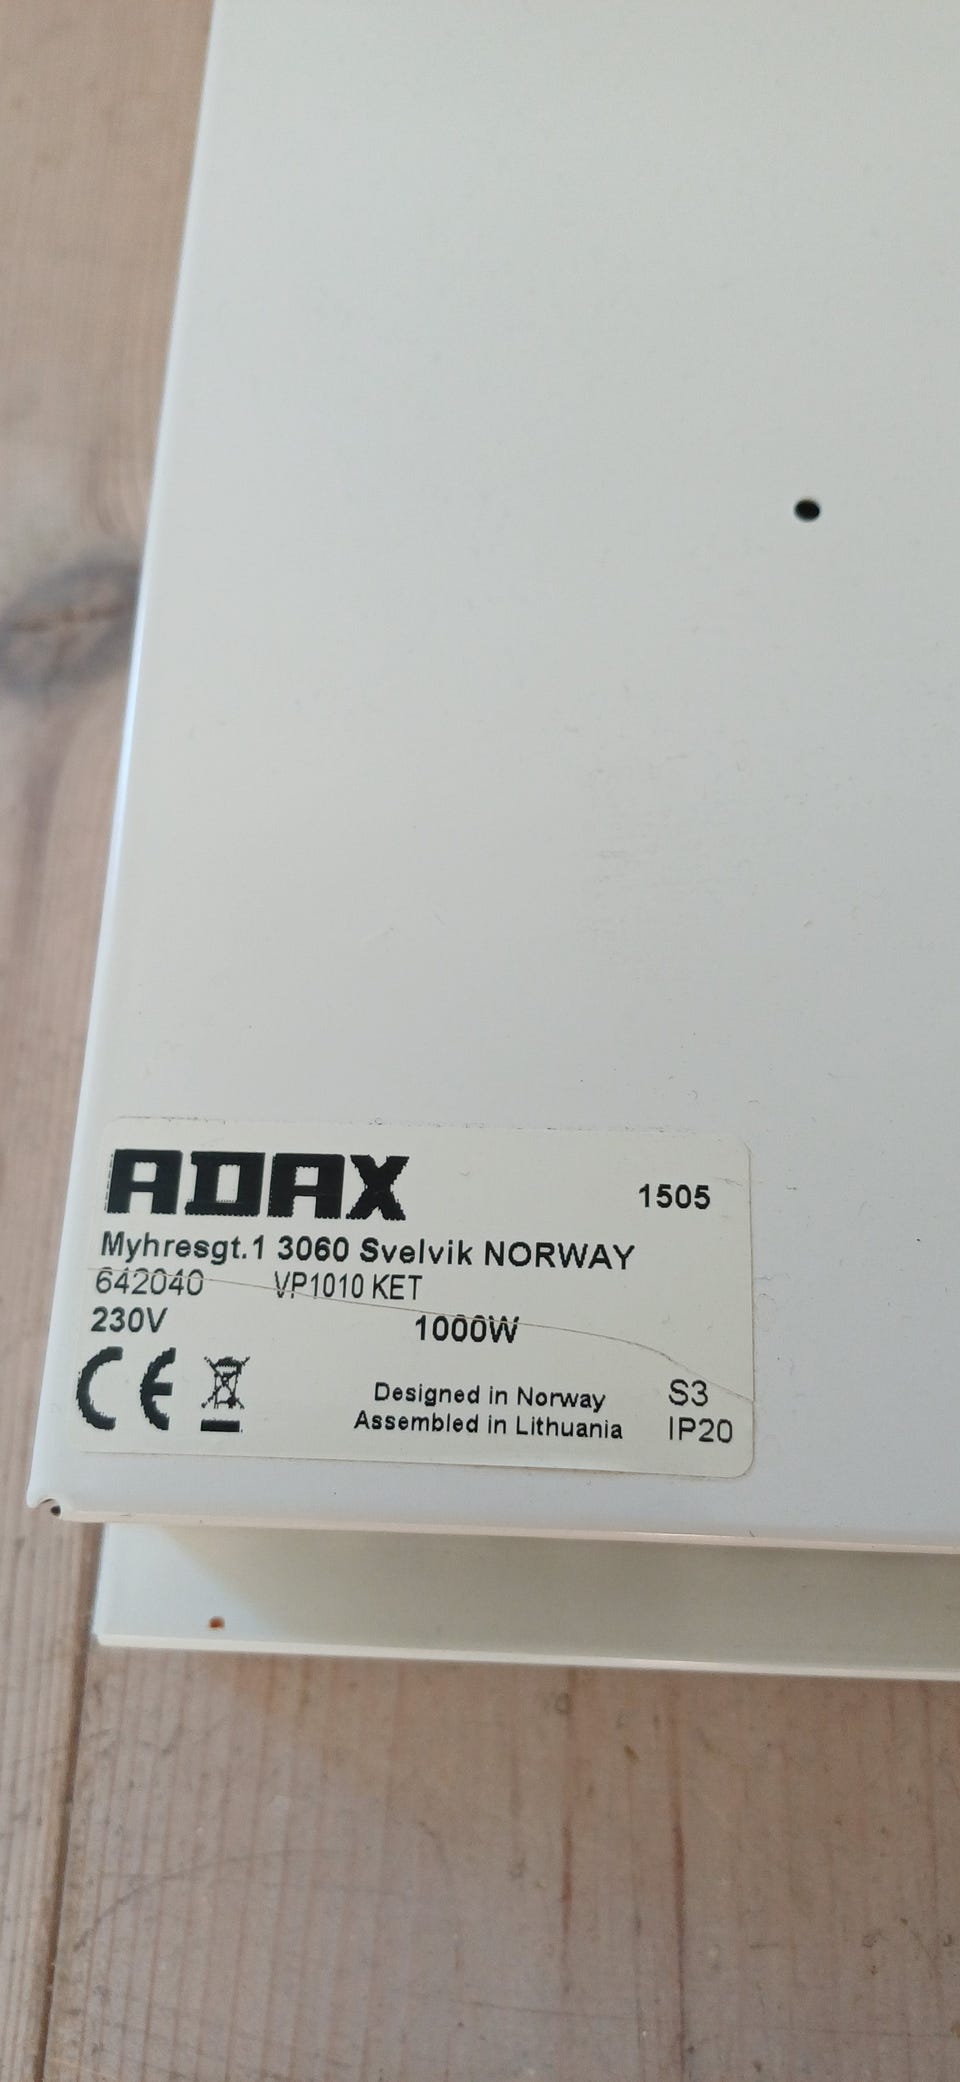 ADAX 1505
Myhresgt.1 3060 Svelvik NORWAY
642040 VP1010 KET
230V 1000W
CE Designed in Norway S3
Assembled in Lithuania IP20